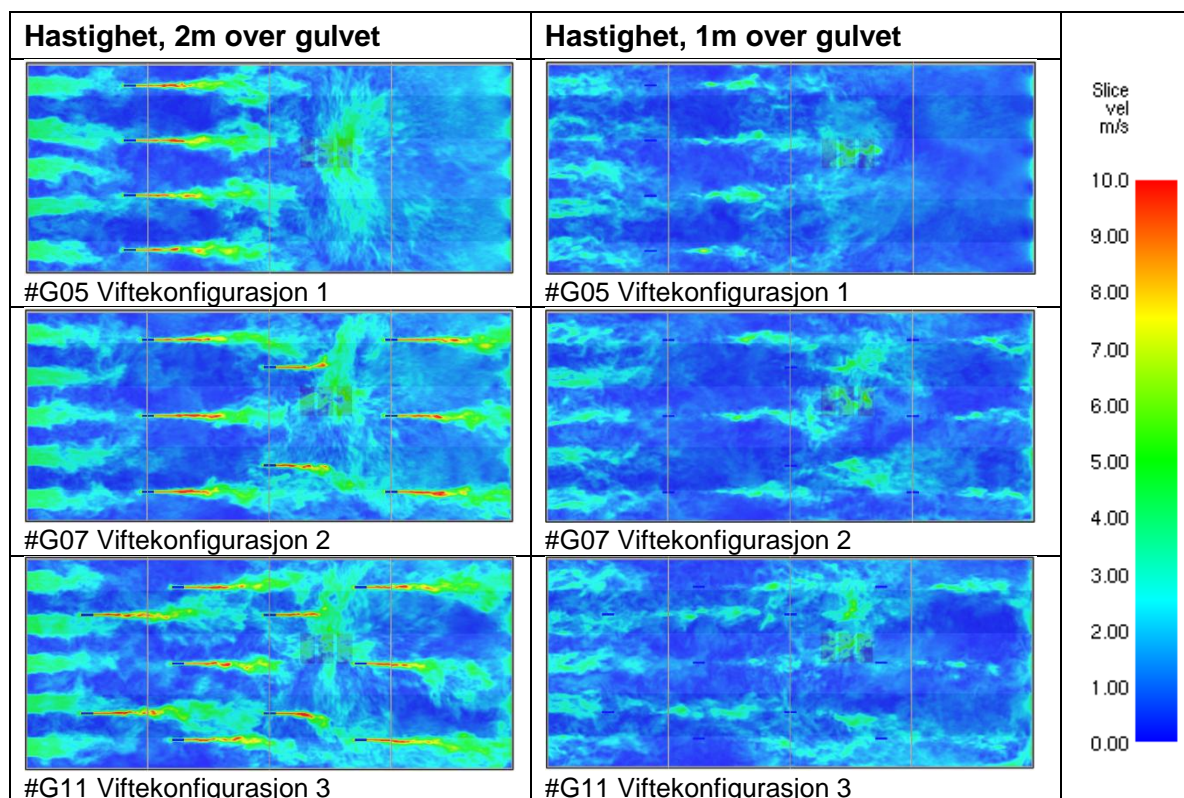 Hastighet, 2m over gulvet
Hastighet, 1m over gulvet
#G05 Viftekonfigurasjon 1
#G05 Viftekonfigurasjon 1
#G07 Viftekonfigurasjon 2
#G07 Viftekonfigurasjon 2
#G11 Viftekonfigurasjon 3
#G11 Viftekonfigurasjon 3
Slice
vel
m/s
10.0
9.00
8.00
7.00
6.00
5.00
4.00
3.00
2.00
1.00
0.00